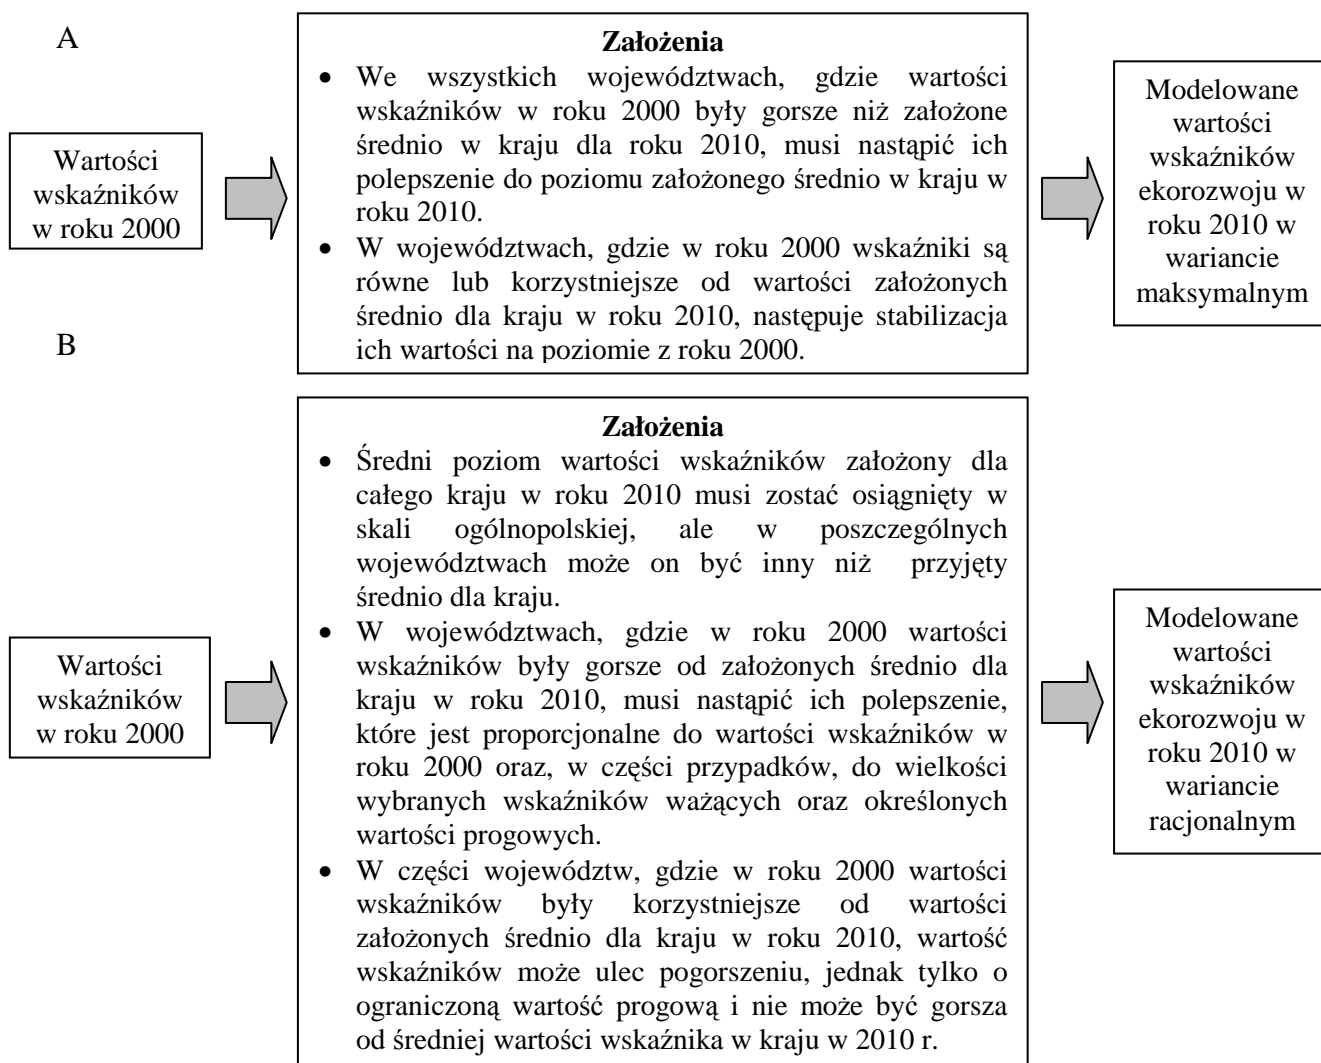 A
Wartości
wskaźników
w roku 2000
Założenia
• We wszystkich województwach, gdzie wartości
wskaźników w roku 2000 były gorsze niż założone
średnio w kraju dla roku 2010, musi nastąpić ich
polepszenie do poziomu założonego średnio w kraju w
roku 2010.
• W województwach, gdzie w roku 2000 wskaźniki są
równe lub korzystniejsze od wartości założonych
średnio dla kraju w roku 2010, następuje stabilizacja
ich wartości na poziomie z roku 2000.
Modelowane
wartości
wskaźników
ekorozwoju w
roku 2010 w
wariancie
maksymalnym
B
Wartości
wskaźników
w roku 2000
Założenia
• Średni poziom wartości wskaźników założony dla
całego kraju w roku 2010 musi zostać osiągnięty w
skali ogólnopolskiej, ale w poszczególnych
województwach może on być inny niż przyjęty
średnio dla kraju.
• W województwach, gdzie w roku 2000 wartości
wskaźników były gorsze od założonych średnio dla
kraju w roku 2010, musi nastąpić ich polepszenie,
które jest proporcjonalne do wartości wskaźników w
roku 2000 oraz, w części przypadków, do wielkości
wybranych wskaźników ważących oraz określonych
wartości progowych.
• W części województw, gdzie w roku 2000 wartości
wskaźników były korzystniejsze od wartości
założonych średnio dla kraju w roku 2010, wartość
wskaźników może ulec pogorszeniu, jednak tylko o
ograniczoną wartość progową i nie może być gorsza
od średniej wartości wskaźnika w kraju w 2010 r.
Modelowane
wartości
wskaźników
ekorozwoju w
roku 2010 w
wariancie
racjonalnym